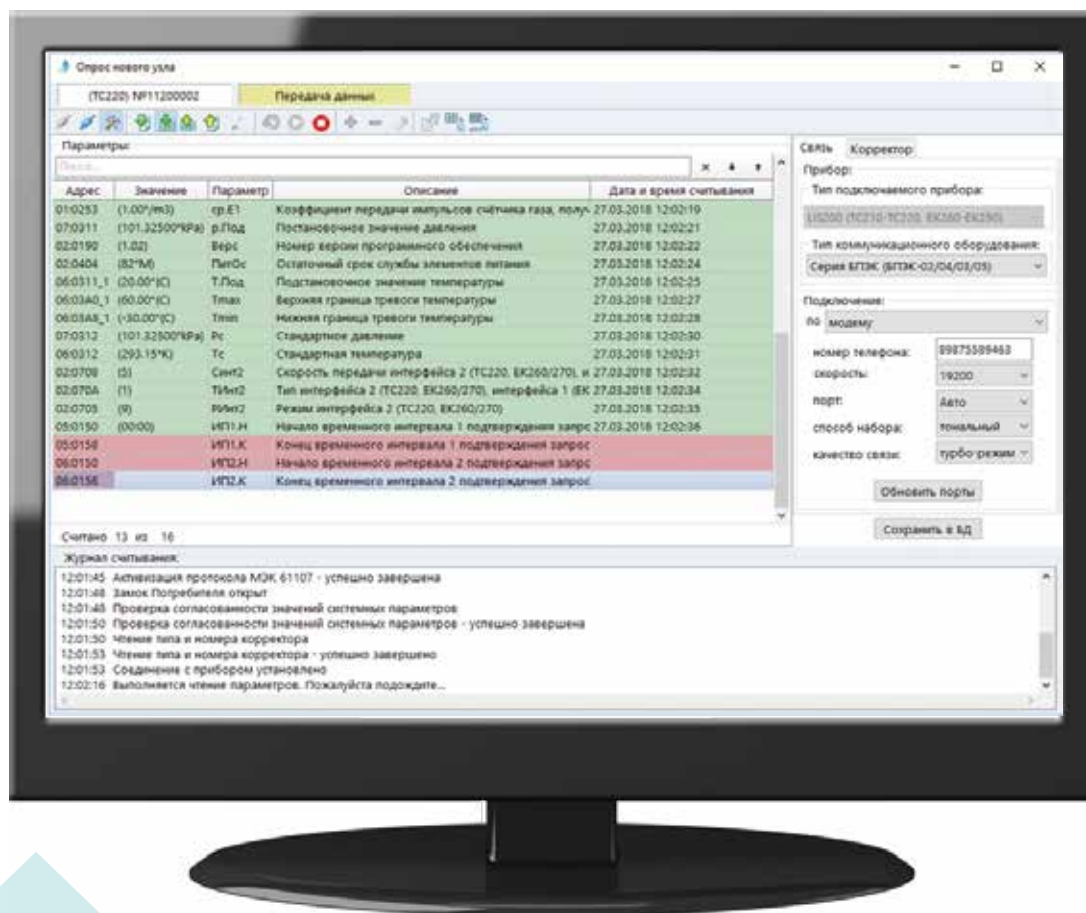 Опрос нового узла
(TC220) №11200002 Передача данных
Параметры:
Поиск...
Адрес Значение Параметр Описание Дата и время считывания
01:0253 (1.00*/m3) cp.E1 Коэффициент передачи импульсов счётчика газа, получ 27.03.2018 12:02:19
07:0311 (101.32500*kPa) р.Под Постановочное значение давления 27.03.2018 12:02:21
02:0190 (1.02) Верс Номер версии программного обеспечения 27.03.2018 12:02:22
02:0404 (82*M) ПитОс Остаточный срок службы элементов питания 27.03.2018 12:02:24
06:0311_1 (20.00*|C) Т.Под Подстановочное значение температуры 27.03.2018 12:02:25
06:03A0_1 (60.00*|C) Tmax Верхняя граница тревоги температуры 27.03.2018 12:02:27
06:03A8_1 (-30.00*|C) Tmin Нижняя граница тревоги температуры 27.03.2018 12:02:28
07:0312 (101.32500*kPa) Pc Стандартное давление 27.03.2018 12:02:30
06:0312 (293.15*K) Tc Стандартная температура 27.03.2018 12:02:31
02:0708 (5) Синт2 Скорость передачи интерфейса 2 (TC220, EK260/270), и 27.03.2018 12:02:32
02:070A (1) ТИнт2 Тип интерфейса 2 (TC220, EK260/270), интерфейса 1 (EK 27.03.2018 12:02:34
02:0705 (9) РИнт2 Режим интерфейса 2 (TC220, EK260/270) 27.03.2018 12:02:35
05:0150 (00:00) ИП1.Н Начало временного интервала 1 подтверждения запрс 27.03.2018 12:02:36
05:0158 ИП1.К Конец временного интервала 1 подтверждения запрос
06:0150 ИП2.Н Начало временного интервала 2 подтверждения запрс
06:0158 ИП2.К Конец временного интервала 2 подтверждения запрос
Считано 13 из 16
Журнал считывания:
12:01:45 Активизация протокола МЭК 61107 - успешно завершена
12:01:48 Замок Потребителя открыт
12:01:48 Проверка согласованности значений системных параметров
12:01:50 Проверка согласованности значений системных параметров - успешно завершена
12:01:50 Чтение типа и номера корректора
12:01:53 Чтение типа и номера корректора - успешно завершено
12:01:53 Соединение с прибором установлено
12:02:16 Выполняется чтение параметров. Пожалуйста подождите...
Связь Корректор
Прибор:
Тип подключаемого прибора:
LIS200 (TC210-TC220, EK260-EK280)
Тип коммуникационного оборудования:
Серия БПЭК (БПЭК-02/04/03/05)
Подключение:
по модему
номер телефона: 89875589463
скорость: 19200
порт: Авто
способ набора: тональный
качество связи: турбо-режим
Обновить порты
Сохранить в БД